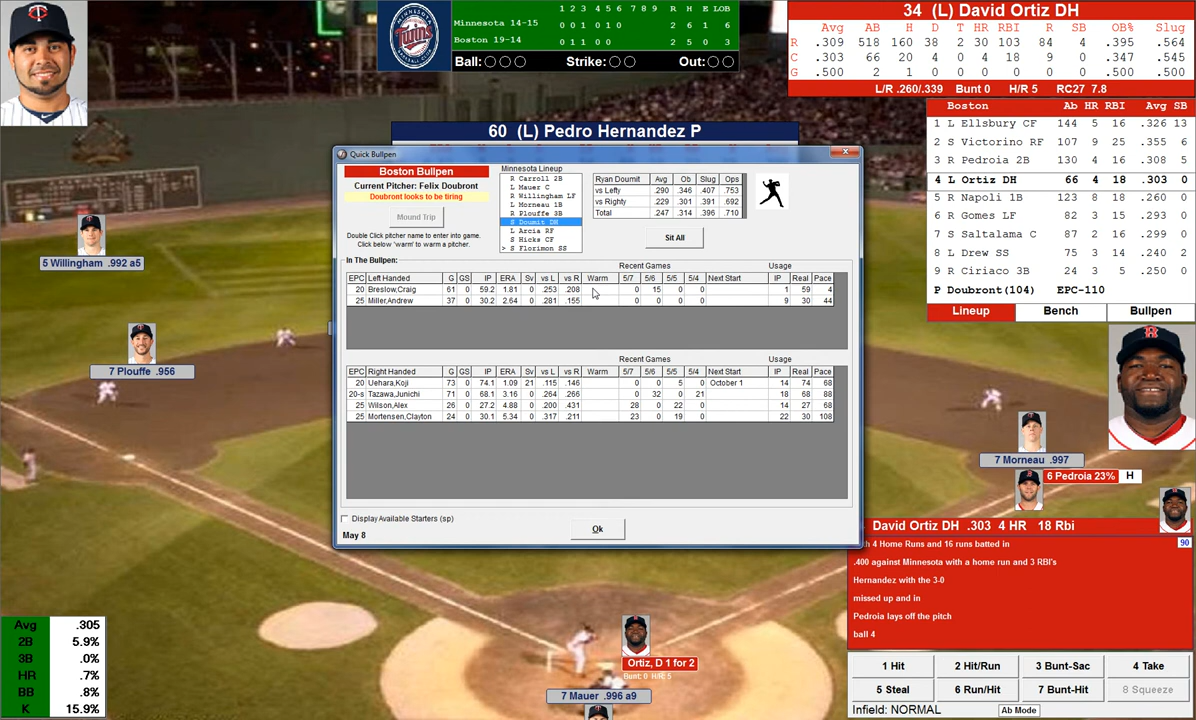 1 2 3 4 5 6 7 8 9 R H E LOB
Minnesota 14-15 0 0 1 0 1 0 2 6 1 6
Boston 19-14 0 1 1 0 0 2 5 0 3
Ball: Strike: Out:
34 (L) David Ortiz DH
Avg AB H D T HR RBI R SB OB% Slug
R .309 518 160 38 2 30 103 84 4 .395 .564
C .303 66 20 4 0 4 18 9 0 .347 .545
G .500 2 1 0 0 0 0 0 0 .500 .500
L/R .260/.339 Bunt 0 H/R 5 RC27 7.8
60 (L) Pedro Hernandez P
Boston Ab HR RBI Avg SB
1 L Ellsbury CF 144 5 16 .326 13
2 S Victorino RF 107 9 25 .355 6
3 R Pedroia 2B 130 4 16 .308 5
4 L Ortiz DH 66 4 18 .303 0
5 R Napoli 1B 123 8 18 .260 0
6 R Gomes LF 82 3 15 .293 0
7 S Saltalama C 87 2 16 .299 0
8 L Drew SS 75 3 14 .240 2
9 R Ciriaco 3B 24 3 5 .250 0
P Doubront(104) EPC-110
Lineup Bench Bullpen
Quick Bullpen
Boston Bullpen
Current Pitcher: Felix Doubront
Doubront looks to be tiring
Mound Trip
Double Click pitcher name to enter into game.
Click below 'warm' to warm a pitcher.
Minnesota Lineup
R Carroll 2B
L Mauer C
R Willingham LF
L Morneau 1B
R Plouffe 3B
S Doumit DH
L Arcia RF
S Hicks CF
> S Florimon SS
Ryan Doumit Avg Ob Slug Ops
vs Lefty .290 .346 .407 .753
vs Righty .229 .301 .391 .692
Total .247 .314 .396 .710
Sit All
In The Bullpen:
Recent Games Usage
EPC Left Handed G GS IP ERA Sv vs L vs R Warm 5/7 5/6 5/5 5/4 Next Start IP Real Pace
20 Breslow,Craig 61 0 59.2 1.81 0 .253 .208 0 15 0 0 1 59 4
25 Miller,Andrew 37 0 30.2 2.64 0 .281 .155 0 0 0 0 9 30 44
Recent Games Usage
EPC Right Handed G GS IP ERA Sv vs L vs R Warm 5/7 5/6 5/5 5/4 Next Start IP Real Pace
20 Uehara,Koji 73 0 74.1 1.09 21 .115 .146 0 0 5 0 October 1 14 74 68
20-s Tazawa,Junichi 71 0 68.1 3.16 0 .264 .266 0 32 0 21 18 68 88
25 Wilson,Alex 26 0 27.2 4.88 0 .200 .431 28 0 22 0 14 27 68
25 Mortensen,Clayton 24 0 30.1 5.34 0 .317 .211 23 0 19 0 22 30 108
Display Available Starters (sp)
May 8
Ok
5 Willingham .992 a5
7 Plouffe .956
7 Morneau .997
6 Pedroia 23% H
David Ortiz DH .303 4 HR 18 Rbi
4 Home Runs and 16 runs batted in
90
.400 against Minnesota with a home run and 3 RBI's
Hernandez with the 3-0
missed up and in
Pedroia lays off the pitch
ball 4
Ortiz, D 1 for 2
Bunt: 0 H/R: 5
7 Mauer .996 a9
Avg .305
2B 5.9%
3B .0%
HR .7%
BB .8%
K 15.9%
1 Hit 2 Hit/Run 3 Bunt-Sac 4 Take
5 Steal 6 Run/Hit 7 Bunt-Hit 8 Squeeze
Infield: NORMAL Ab Mode